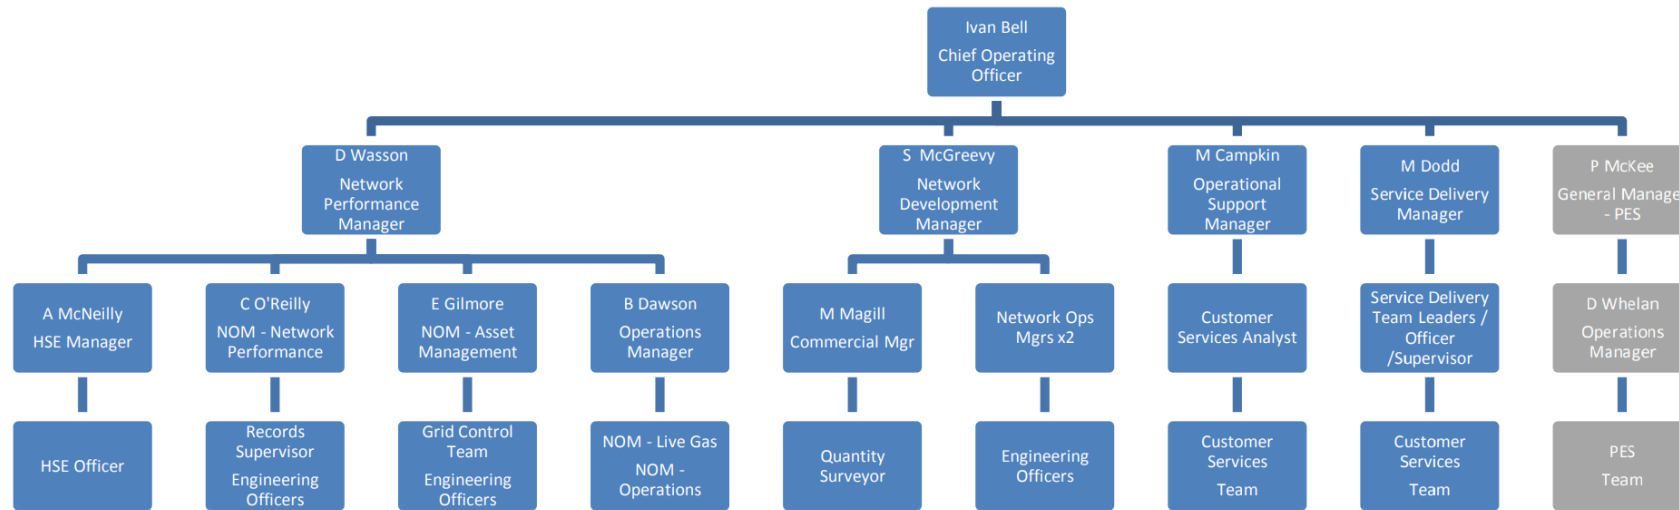 Ivan Bell
Chief Operating
Officer
D Wasson
Network
Performance
Manager
S McGreevy
Network
Development
Manager
M Campkin
Operational
Support
Manager
M Dodd
Service Delivery
Manager
P McKee
General Manage
- PES
A McNeilly
HSE Manager
C O'Reilly
NOM - Network
Performance
E Gilmore
NOM - Asset
Management
B Dawson
Operations
Manager
M Magill
Commercial Mgr
Network Ops
Mgrs x2
Customer
Services Analyst
Service Delivery
Team Leaders /
Officer
/Supervisor
D Whelan
Operations
Manager
HSE Officer
Records
Supervisor
Engineering
Officers
Grid Control
Team
Engineering
Officers
NOM - Live Gas
NOM -
Operations
Quantity
Surveyor
Engineering
Officers
Customer
Services
Team
Customer
Services
Team
PES
Team